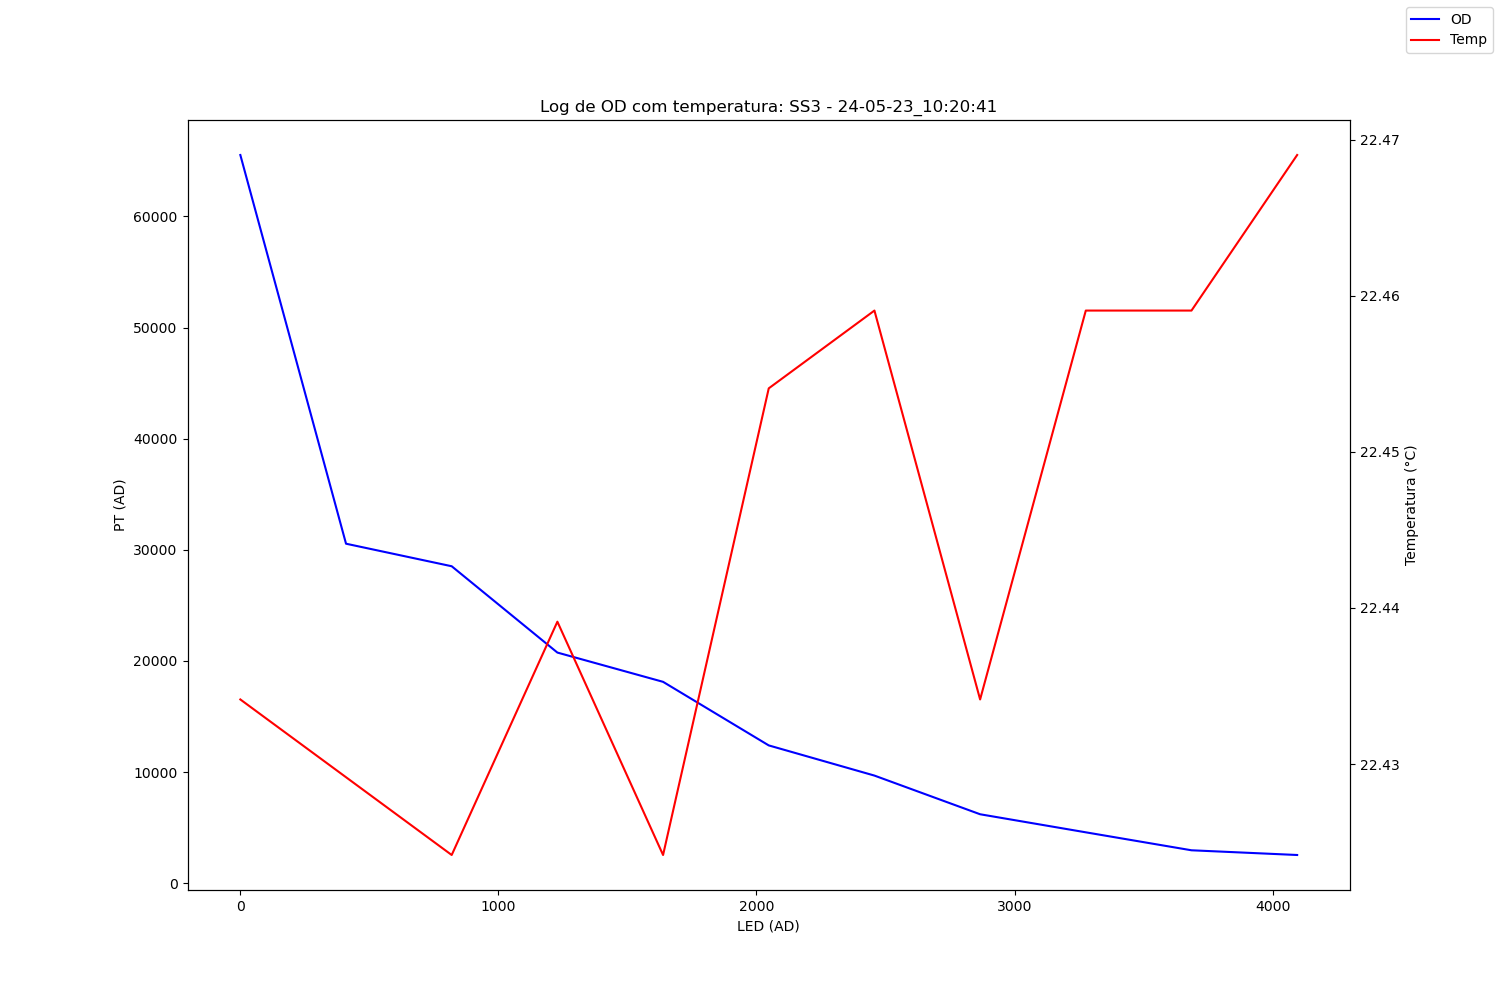 OD
Temp
Log de OD com temperatura: SS3 - 24-05-23_10:20:41
60000
50000
40000
30000
20000
10000
0
PT (AD)
22.47
22.46
22.45
22.44
22.43
Temperatura (°C)
0 1000 2000 3000 4000
LED (AD)